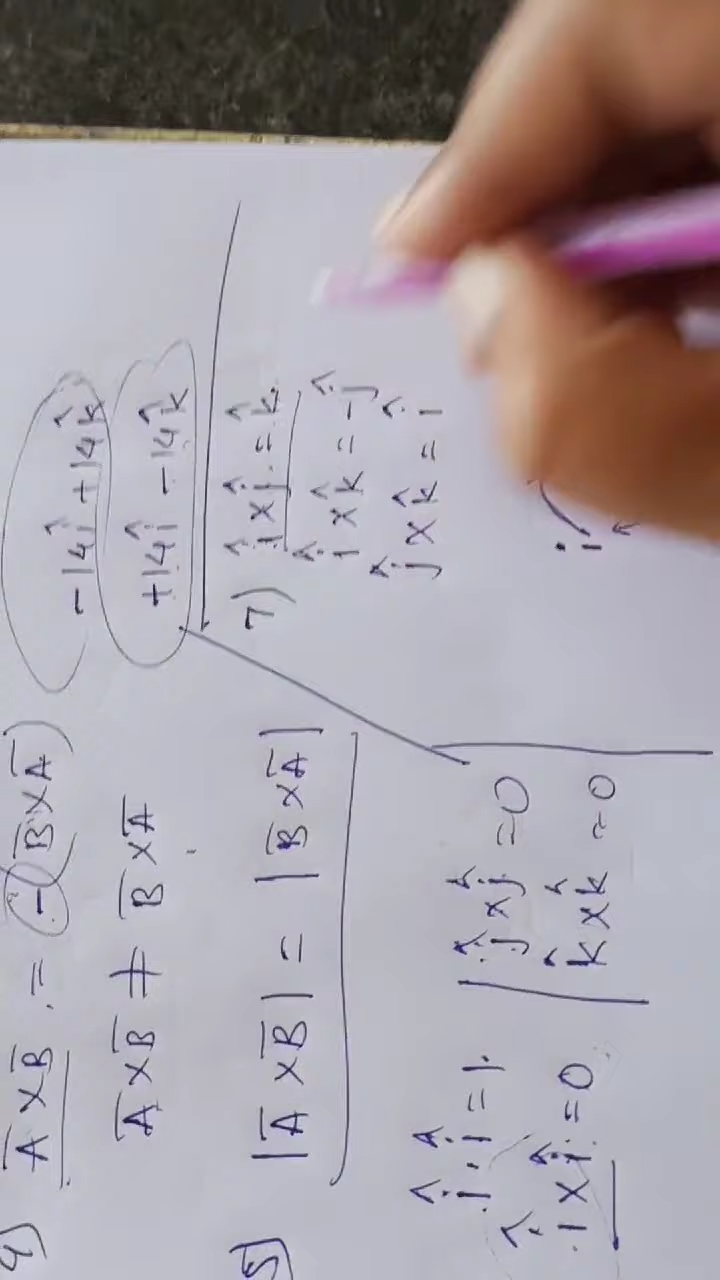 4) A̅ × B̅ = -(B̅ × A̅)
A̅ × B̅ ≠ B̅ × A̅
5) |A̅ × B̅| = |B̅ × A̅|
î . î = 1
î × î = 0
ĵ × ĵ = 0
k̂ × k̂ = 0
-14î + 14k̂
+14î - 14k̂
7) î × ĵ = k̂
î × k̂ = -ĵ
ĵ × k̂ = î
i